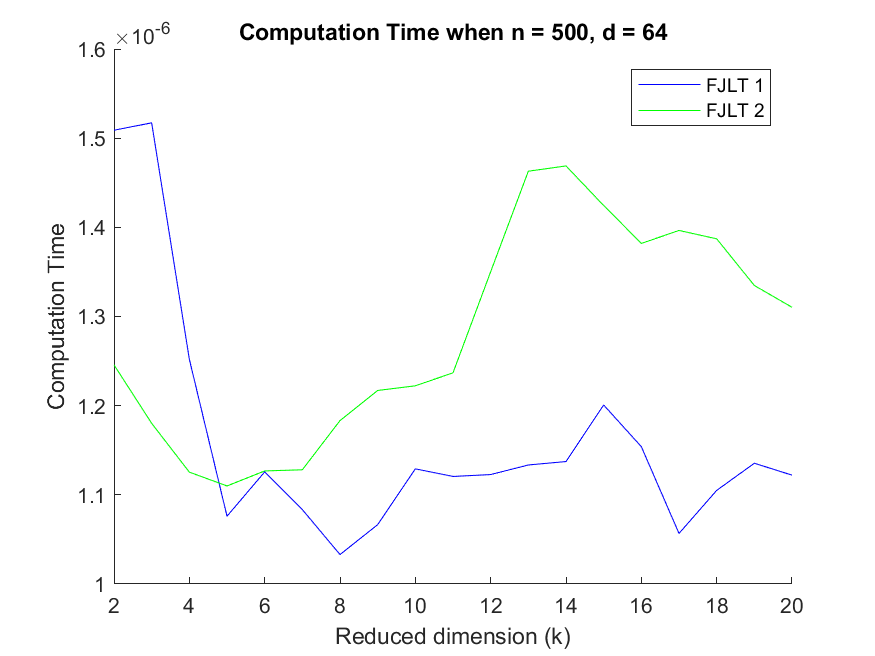 Computation Time when n = 500, d = 64
×10⁻⁶
1.6
1.5
1.4
1.3
1.2
1.1
1
Computation Time
FJLT 1
FJLT 2
2 4 6 8 10 12 14 16 18 20
Reduced dimension (k)